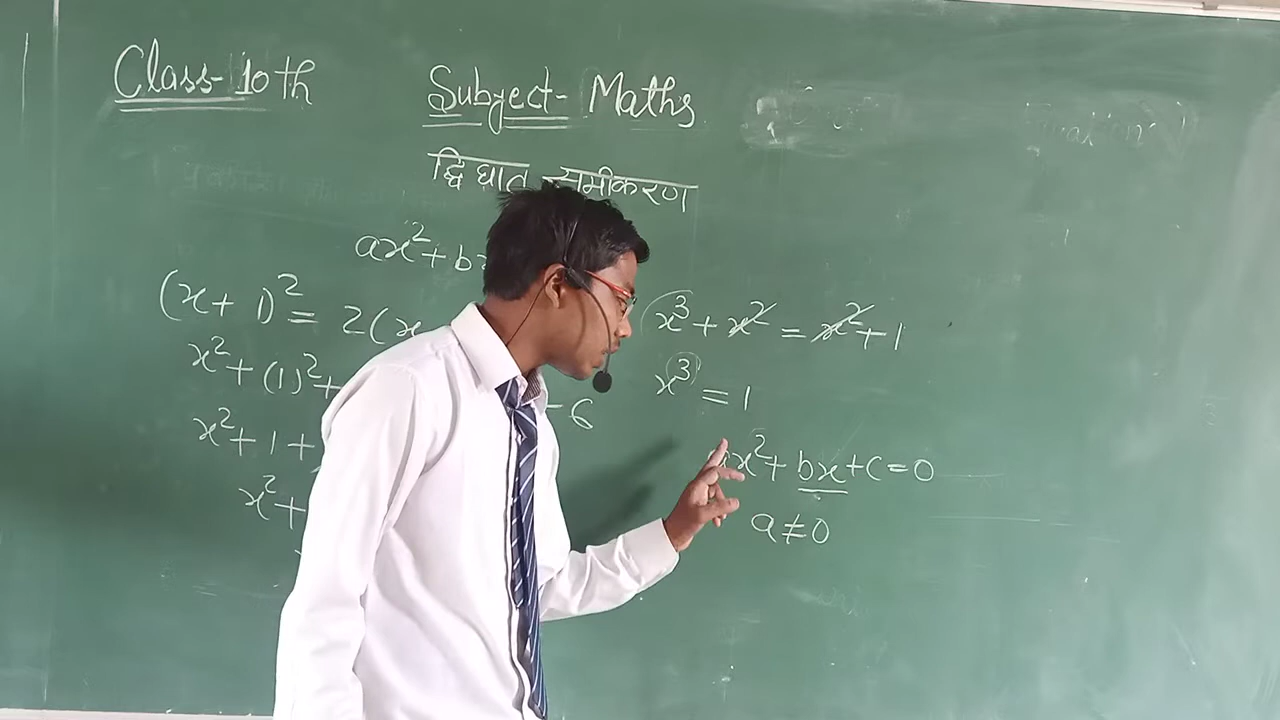 Class-10th
Subject- Maths
द्विघात समीकरण
ax²+b
(x+1)² = 2(x
x²+(1)²+
-6
x²+1+
x²+
x³+x² = x²+1
x³=1
x²+bx+c=0
a≠0